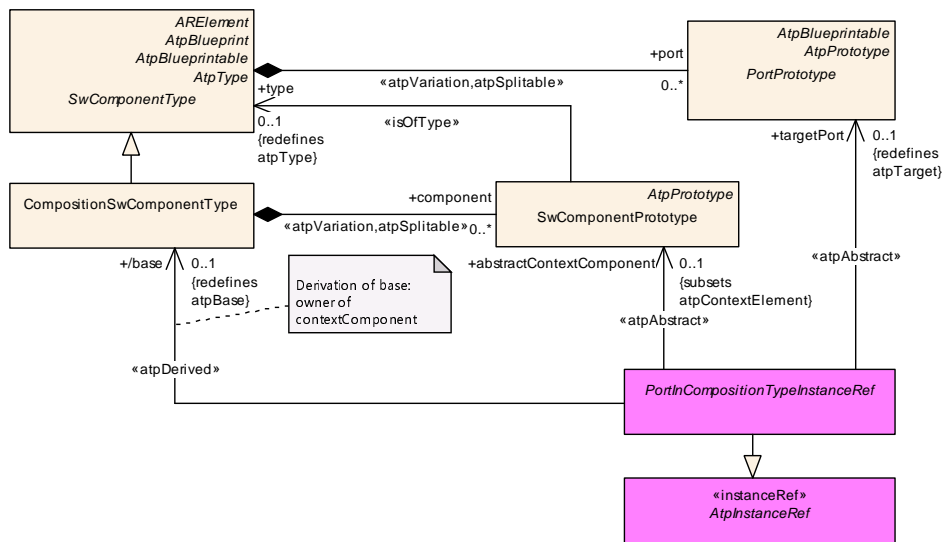 ARElement
AtpBlueprint
AtpBlueprintable
AtpType
SwComponentType
AtpBlueprintable
AtpPrototype
PortPrototype
+port
«atpVariation,atpSplitable»
0..*
+type
0..1
{redefines
atpType}
«isOfType»
+targetPort
0..1
{redefines
atpTarget}
CompositionSwComponentType
+component
«atpVariation,atpSplitable»
0..*
AtpPrototype
SwComponentPrototype
+/base
0..1
{redefines
atpBase}
Derivation of base:
owner of
contextComponent
+abstractContextComponent
0..1
{subsets
atpContextElement}
«atpAbstract»
«atpAbstract»
«atpDerived»
PortInCompositionTypeInstanceRef
«instanceRef»
AtpInstanceRef